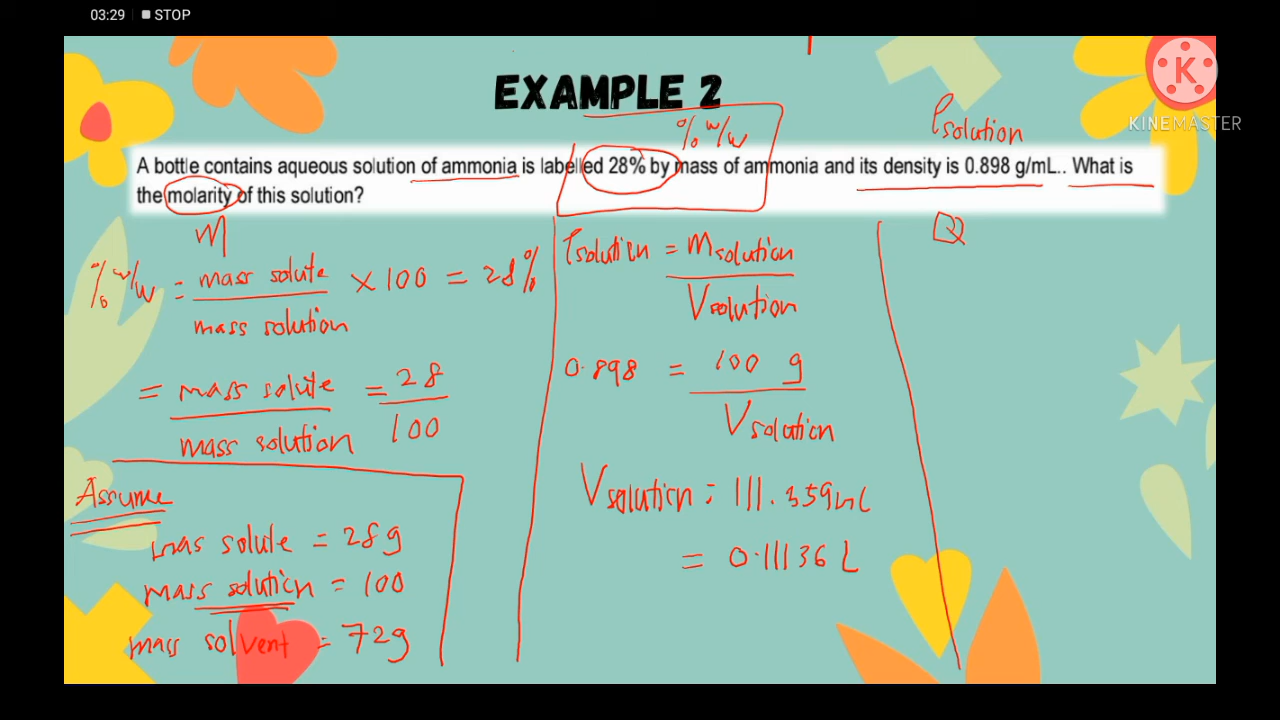 03:29 STOP
EXAMPLE 2
K
KINEMASTER
% w/w
ρsolution
A bottle contains aqueous solution of ammonia is labelled 28% by mass of ammonia and its density is 0.898 g/mL.. What is
the molarity of this solution?
M
% w/w = mass solute / mass solution × 100 = 28%
= mass solute / mass solution = 28 / 100
Assume
mas solute = 28g
mass solution = 100
mass solvent = 72g
ρsolution = msolution / Vsolution
0.898 = 100 g / Vsolution
Vsolution = 111.359mL
= 0.11136 L